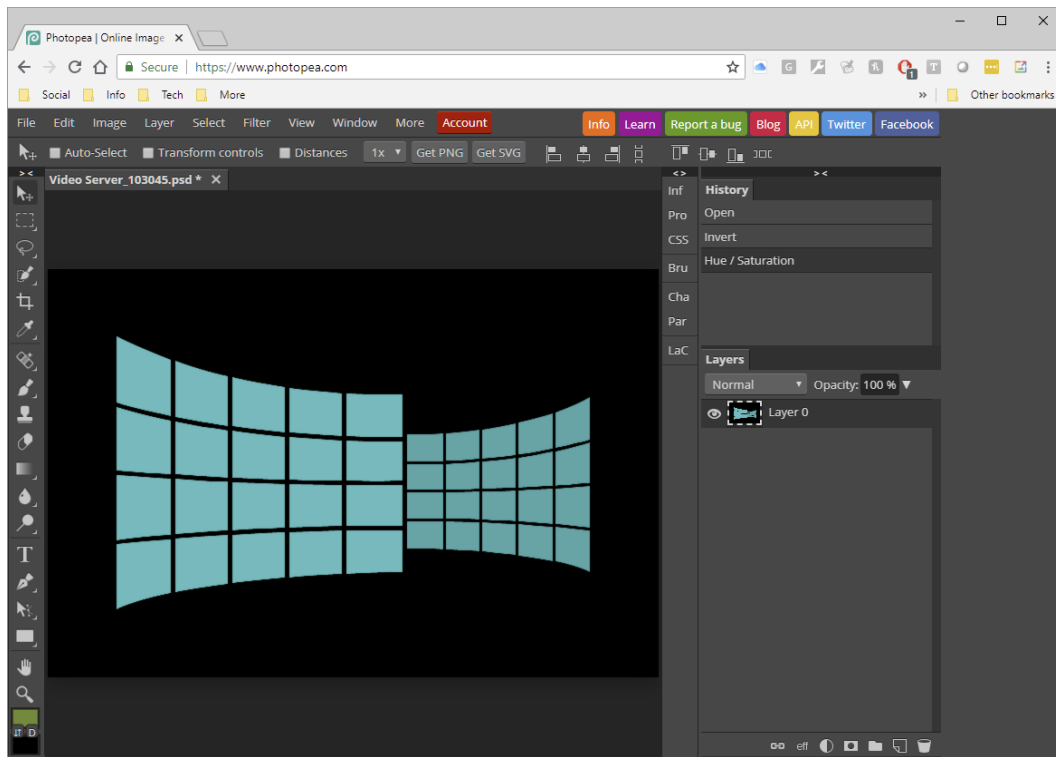 Photopea | Online Image
Secure | https://www.photopea.com
Social Info Tech More » Other bookmarks
File Edit Image Layer Select Filter View Window More Account Info Learn Report a bug Blog API Twitter Facebook
Auto-Select Transform controls Distances 1x Get PNG Get SVG
Video Server_103045.psd *
Inf
Pro
CSS
Bru
Cha
Par
LaC
History
Open
Invert
Hue / Saturation
Layers
Normal Opacity: 100 %
Layer 0
D
eff